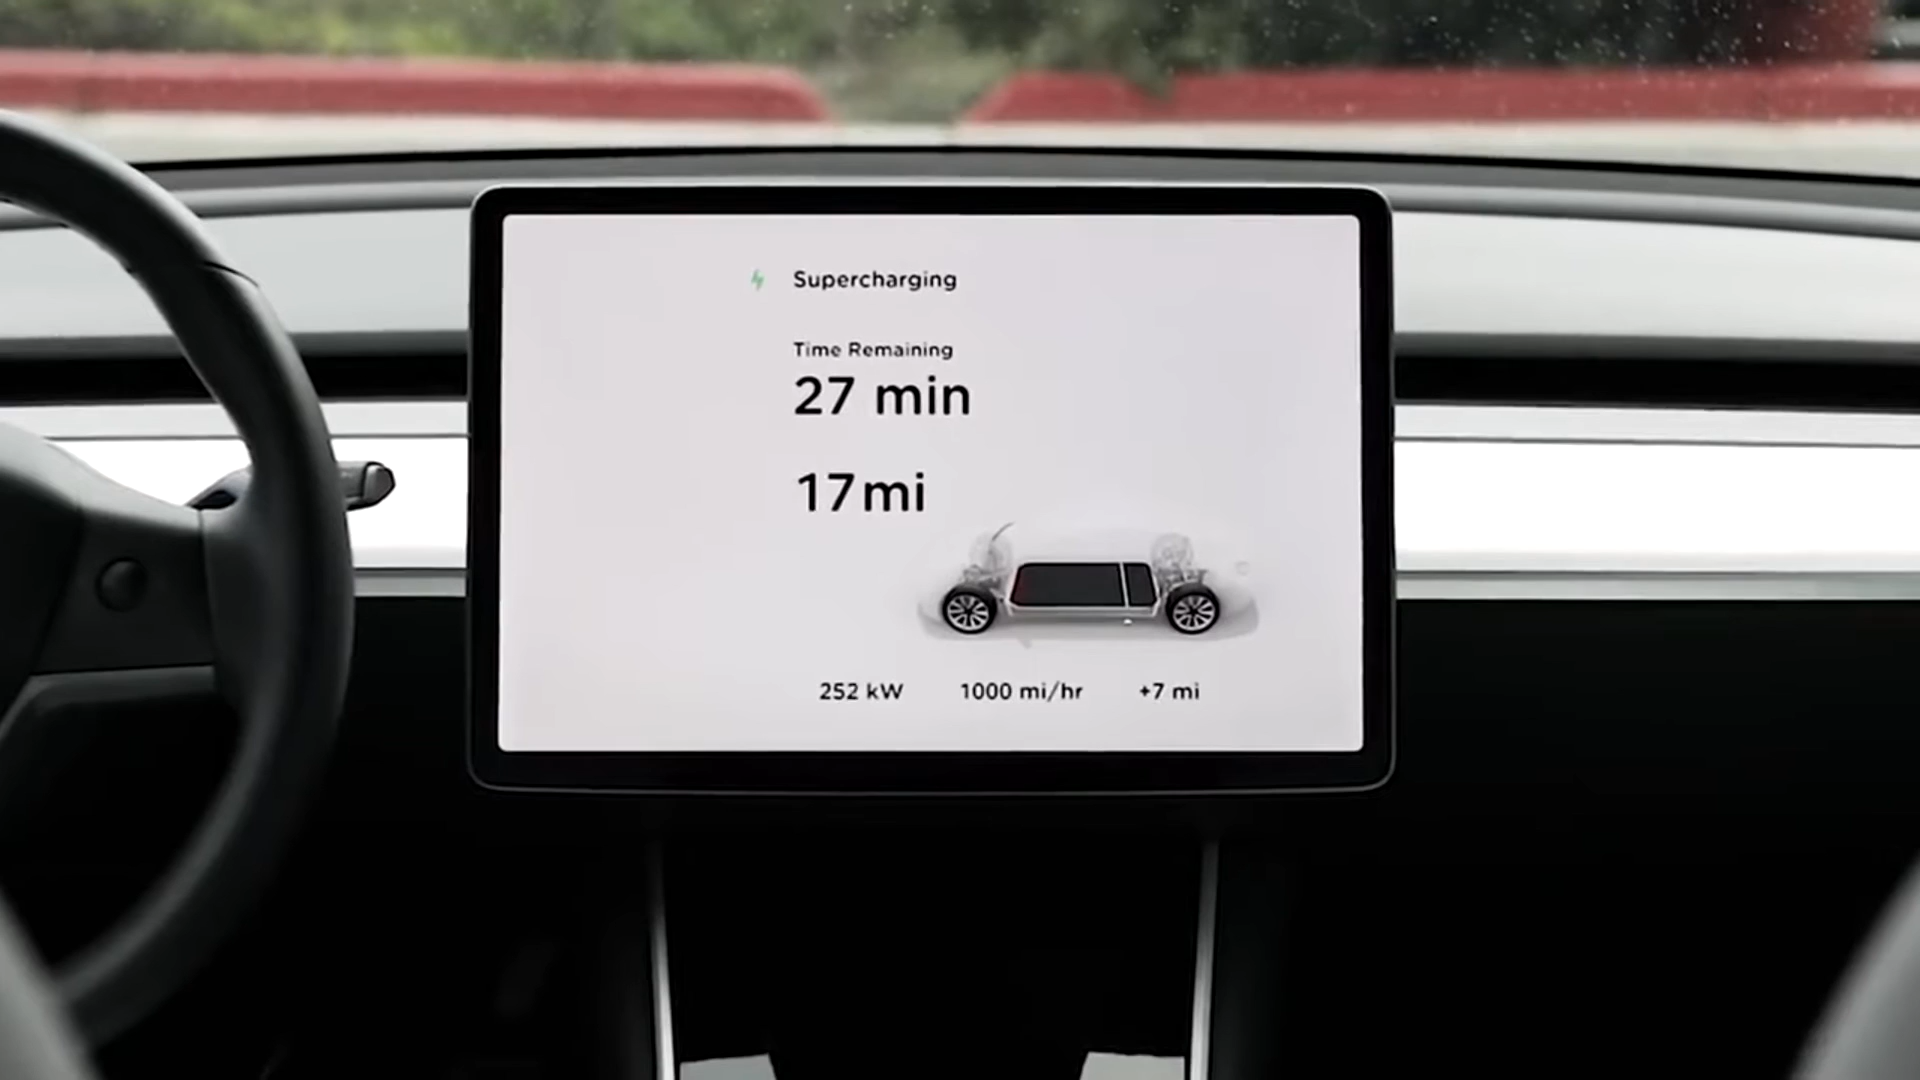 Supercharging
Time Remaining
27 min
17 mi
252 kW 1000 mi/hr +7 mi